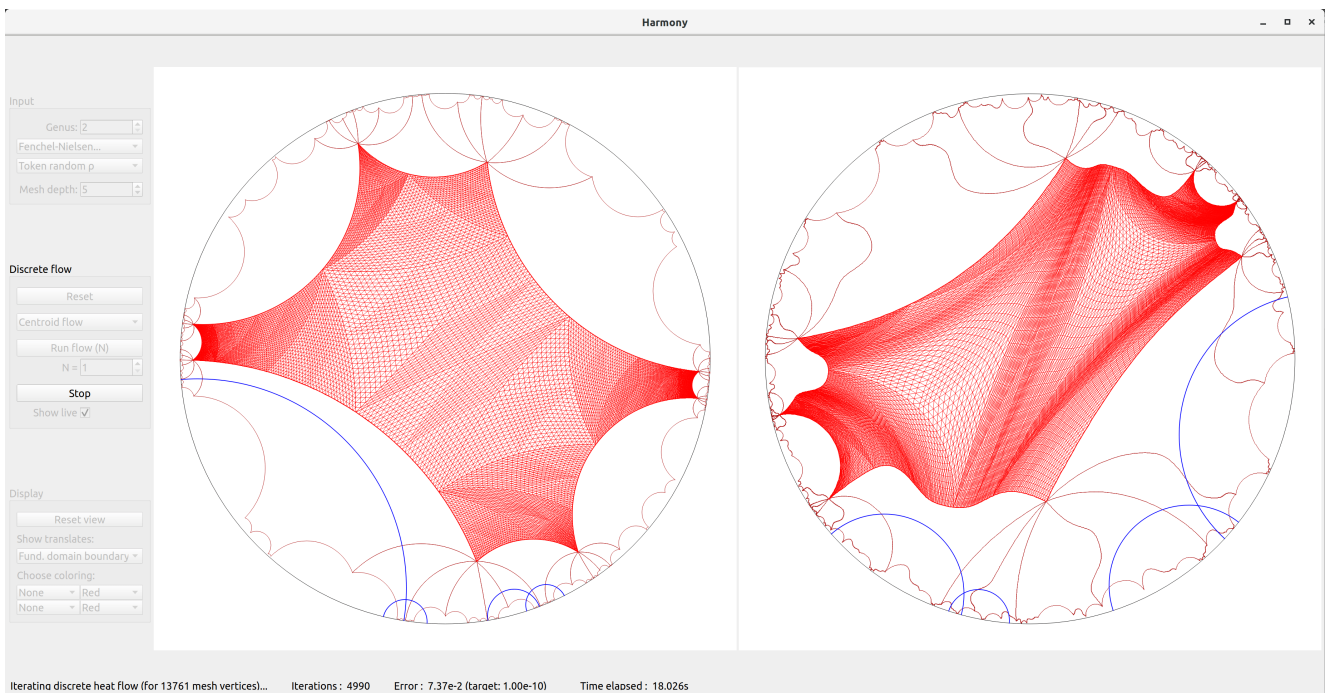 Harmony
Input
Genus: 2
Fenchel-Nielsen...
Token random ρ
Mesh depth: 5
Discrete flow
Reset
Centroid flow
Run flow (N)
N = 1
Stop
Show live
Display
Reset view
Show translates:
Fund. domain boundary
Choose coloring:
None Red
None Red
Iterating discrete heat flow (for 13761 mesh vertices)... Iterations : 4990 Error : 7.37e-2 (target: 1.00e-10) Time elapsed : 18.026s